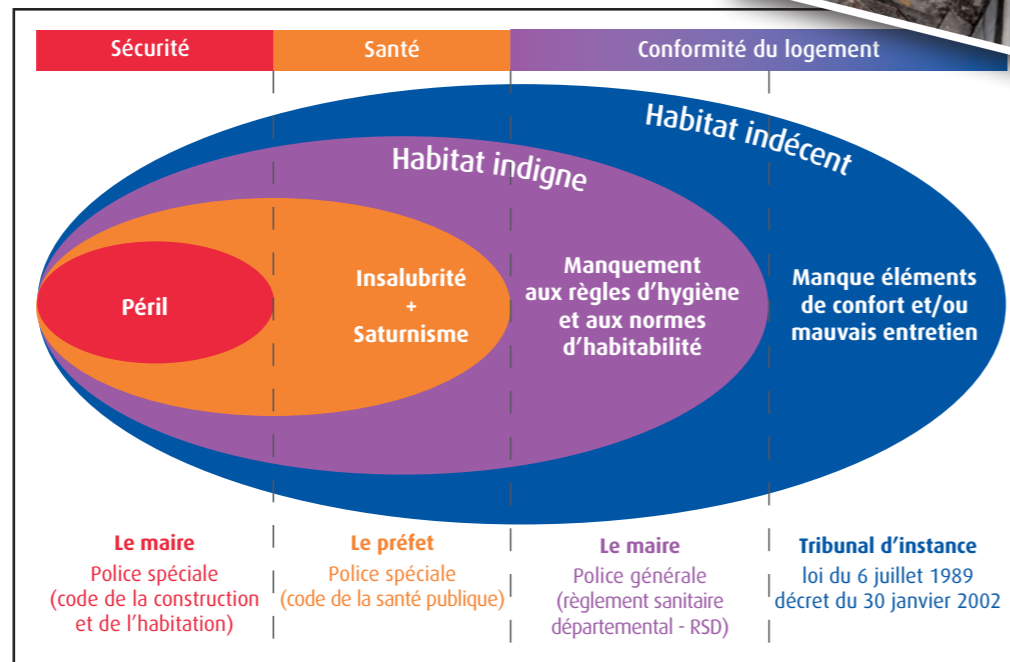 Sécurité
Santé
Conformité du logement
Habitat indécent
Habitat indigne
Péril
Insalubrité
+
Saturnisme
Manquement
aux règles d'hygiène
et aux normes
d'habitabilité
Manque éléments
de confort et/ou
mauvais entretien
Le maire
Police spéciale
(code de la construction
et de l'habitation)
Le préfet
Police spéciale
(code de la santé publique)
Le maire
Police générale
(règlement sanitaire
départemental - RSD)
Tribunal d'instance
loi du 6 juillet 1989
décret du 30 janvier 2002